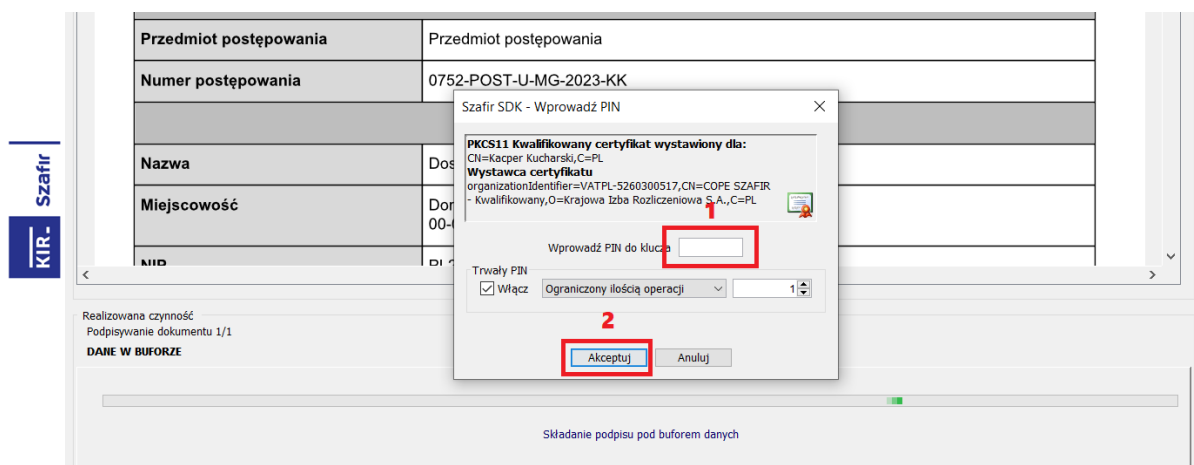 Przedmiot postępowania Przedmiot postępowania
Numer postępowania 0752-POST-U-MG-2023-KK
Szafir SDK - Wprowadź PIN
PKCS11 Kwalifikowany certyfikat wystawiony dla:
CN=Kacper Kucharski,C=PL
Wystawca certyfikatu
organizationIdentifier=VATPL-5260300517,CN=COPE SZAFIR
- Kwalifikowany,O=Krajowa Izba Rozliczeniowa S.A.,C=PL
1
Wprowadź PIN do klucza
Trwały PIN
Włącz Ograniczony ilością operacji 1
2
Akceptuj Anuluj
Nazwa
Miejscowość
NIP
KIR Szafir
Realizowana czynność
Podpisywanie dokumentu 1/1
DANE W BUFORZE
Składanie podpisu pod buforem danych